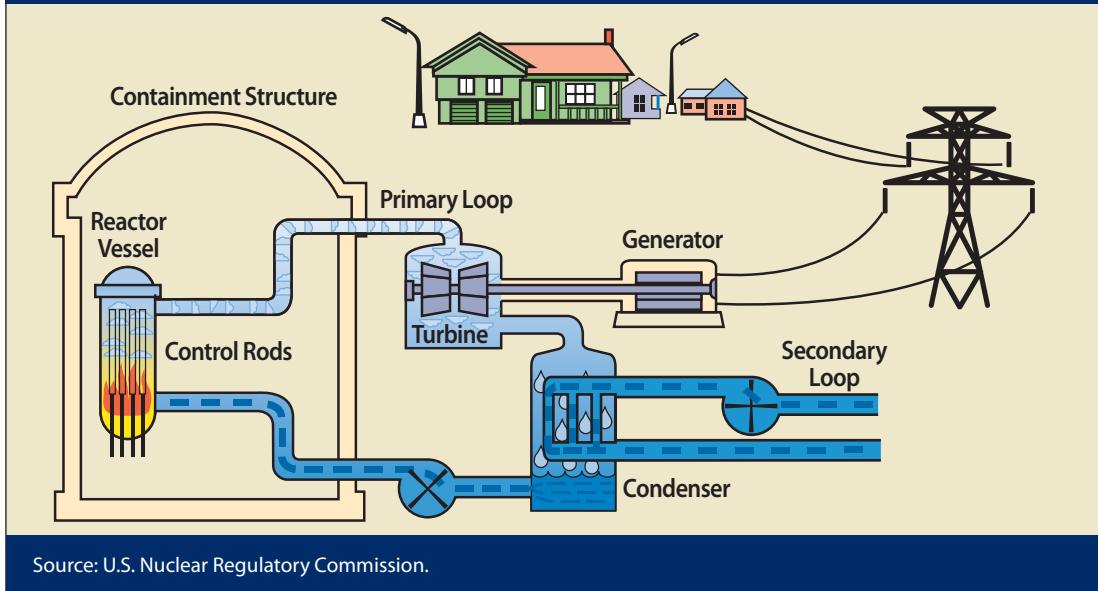 Containment Structure
Primary Loop
Reactor
Vessel
Generator
Turbine
Control Rods
Secondary
Loop
Condenser
Source: U.S. Nuclear Regulatory Commission.